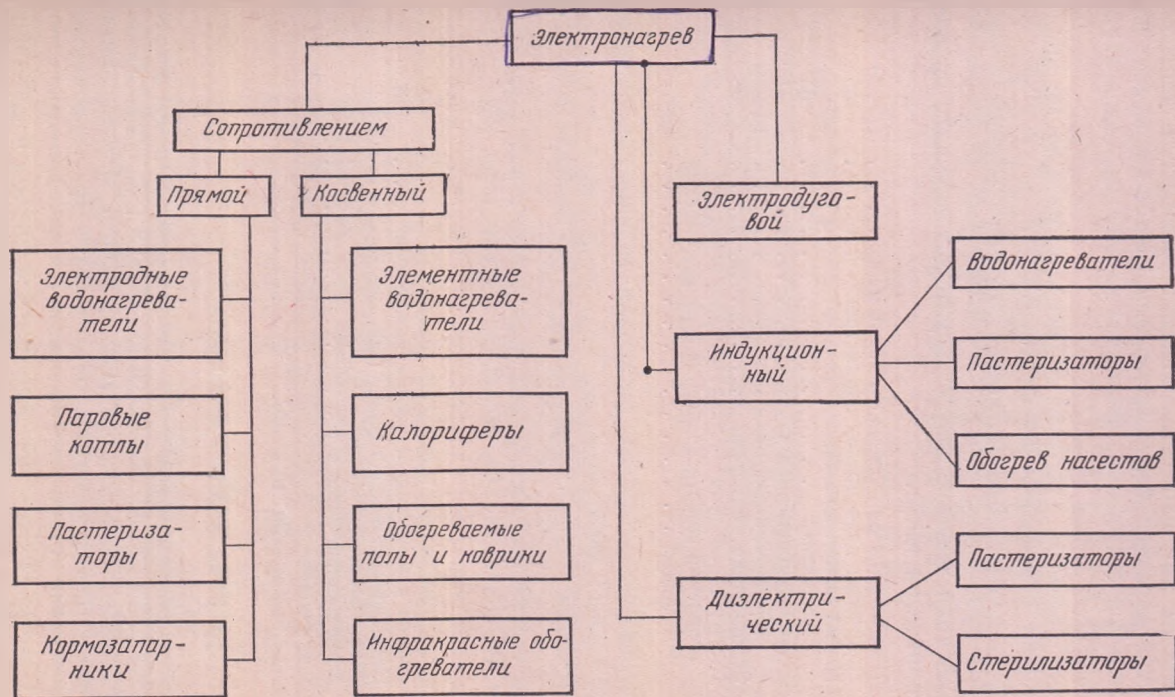 Электронагрев
Сопротивлением
Прямой
Косвенный
Электродные
водонагрева-
тели
Паровые
котлы
Пастериза-
торы
Кормозапар-
ники
Элементные
водонагрева-
тели
Калориферы
Обогреваемые
полы и коврики
Инфракрасные обо-
греватели
Электродуго-
вой
Индукцион-
ный
Водонагреватели
Пастеризаторы
Обогрев насестов
Диэлектри-
ческий
Пастеризаторы
Стерилизаторы